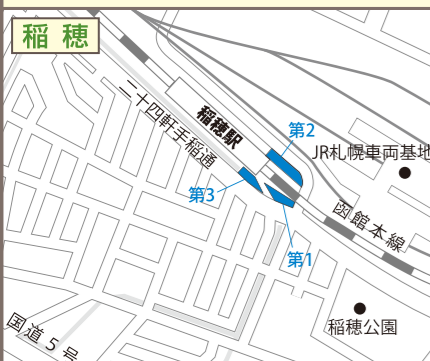 稲穂
稲穂駅
二十四軒手稲通
第2
JR札幌車両基地
第3
函館本線
第1
稲穂公園
国道5号